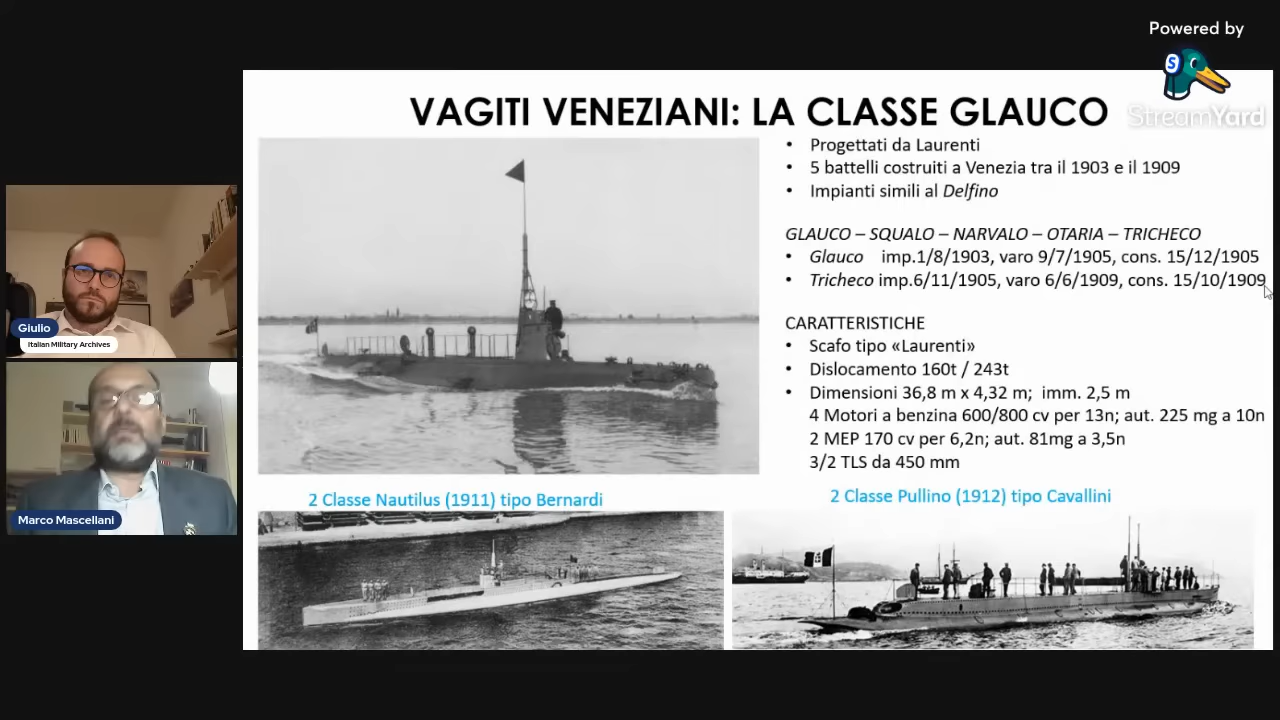 Powered by
S
StreamYard
VAGITI VENEZIANI: LA CLASSE GLAUCO
• Progettati da Laurenti
• 5 battelli costruiti a Venezia tra il 1903 e il 1909
• Impianti simili al Delfino
GLAUCO – SQUALO – NARVALO – OTARIA – TRICHECO
• Glauco imp.1/8/1903, varo 9/7/1905, cons. 15/12/1905
• Tricheco imp.6/11/1905, varo 6/6/1909, cons. 15/10/1909
CARATTERISTICHE
• Scafo tipo «Laurenti»
• Dislocamento 160t / 243t
• Dimensioni 36,8 m x 4,32 m; imm. 2,5 m
4 Motori a benzina 600/800 cv per 13n; aut. 225 mg a 10n
2 MEP 170 cv per 6,2n; aut. 81mg a 3,5n
3/2 TLS da 450 mm
2 Classe Nautilus (1911) tipo Bernardi
2 Classe Pullino (1912) tipo Cavallini
Giulio
Italian Military Archives
Marco Mascellani